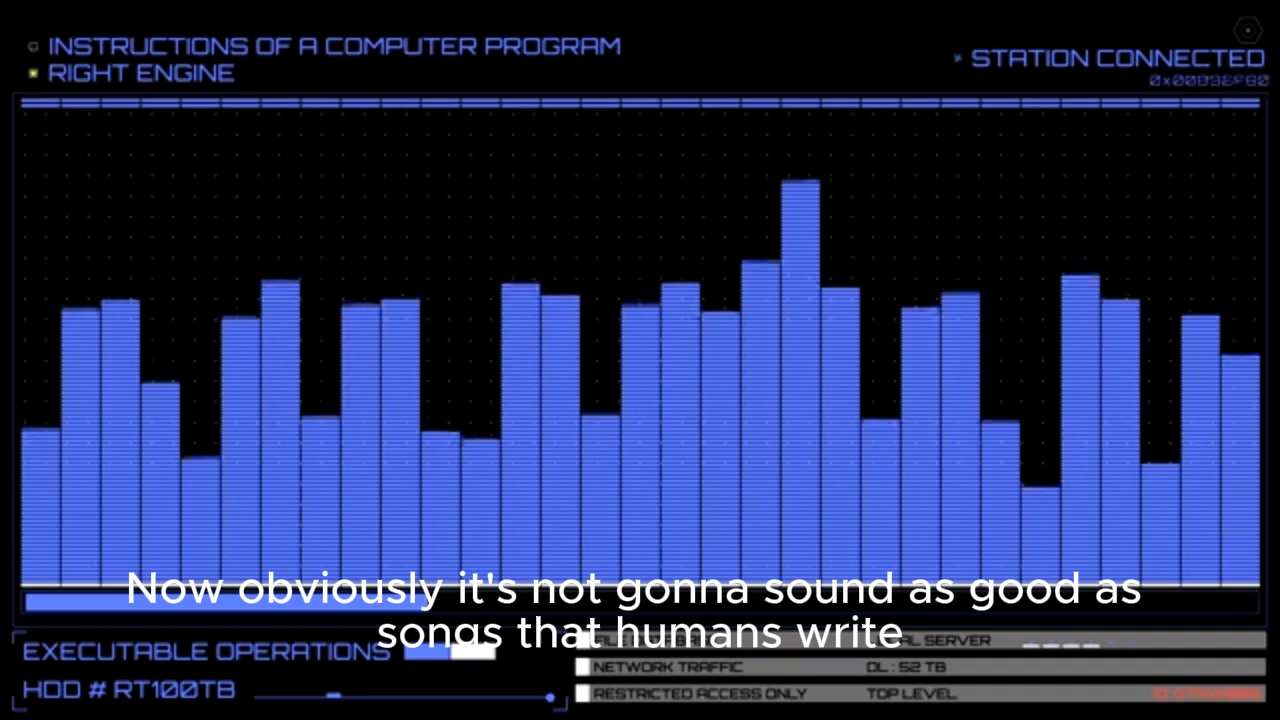 INSTRUCTIONS OF A COMPUTER PROGRAM
RIGHT ENGINE
STATION CONNECTED
Now obviously it's not gonna sound as good as
songs that humans write
EXECUTABLE OPERATIONS
HDD # RT100TB
SERVER
NETWORK TRAFFIC DL : 52 TB
RESTRICTED ACCESS ONLY TOP LEVEL